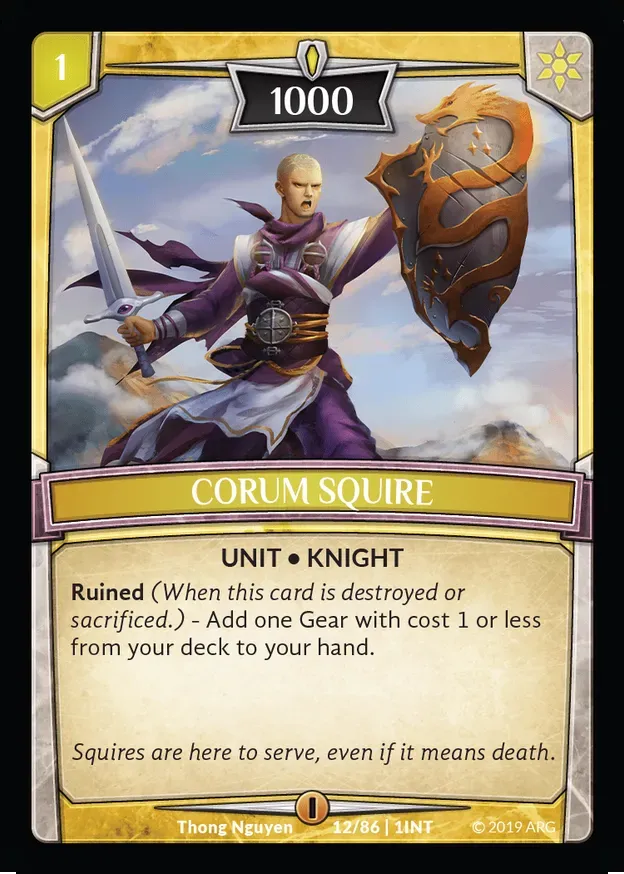 1
1000
CORUM SQUIRE
UNIT • KNIGHT
Ruined (When this card is destroyed or
sacrificed.) - Add one Gear with cost 1 or less
from your deck to your hand.
Squires are here to serve, even if it means death.
I
Thong Nguyen 12/86 | 1INT © 2019 ARG